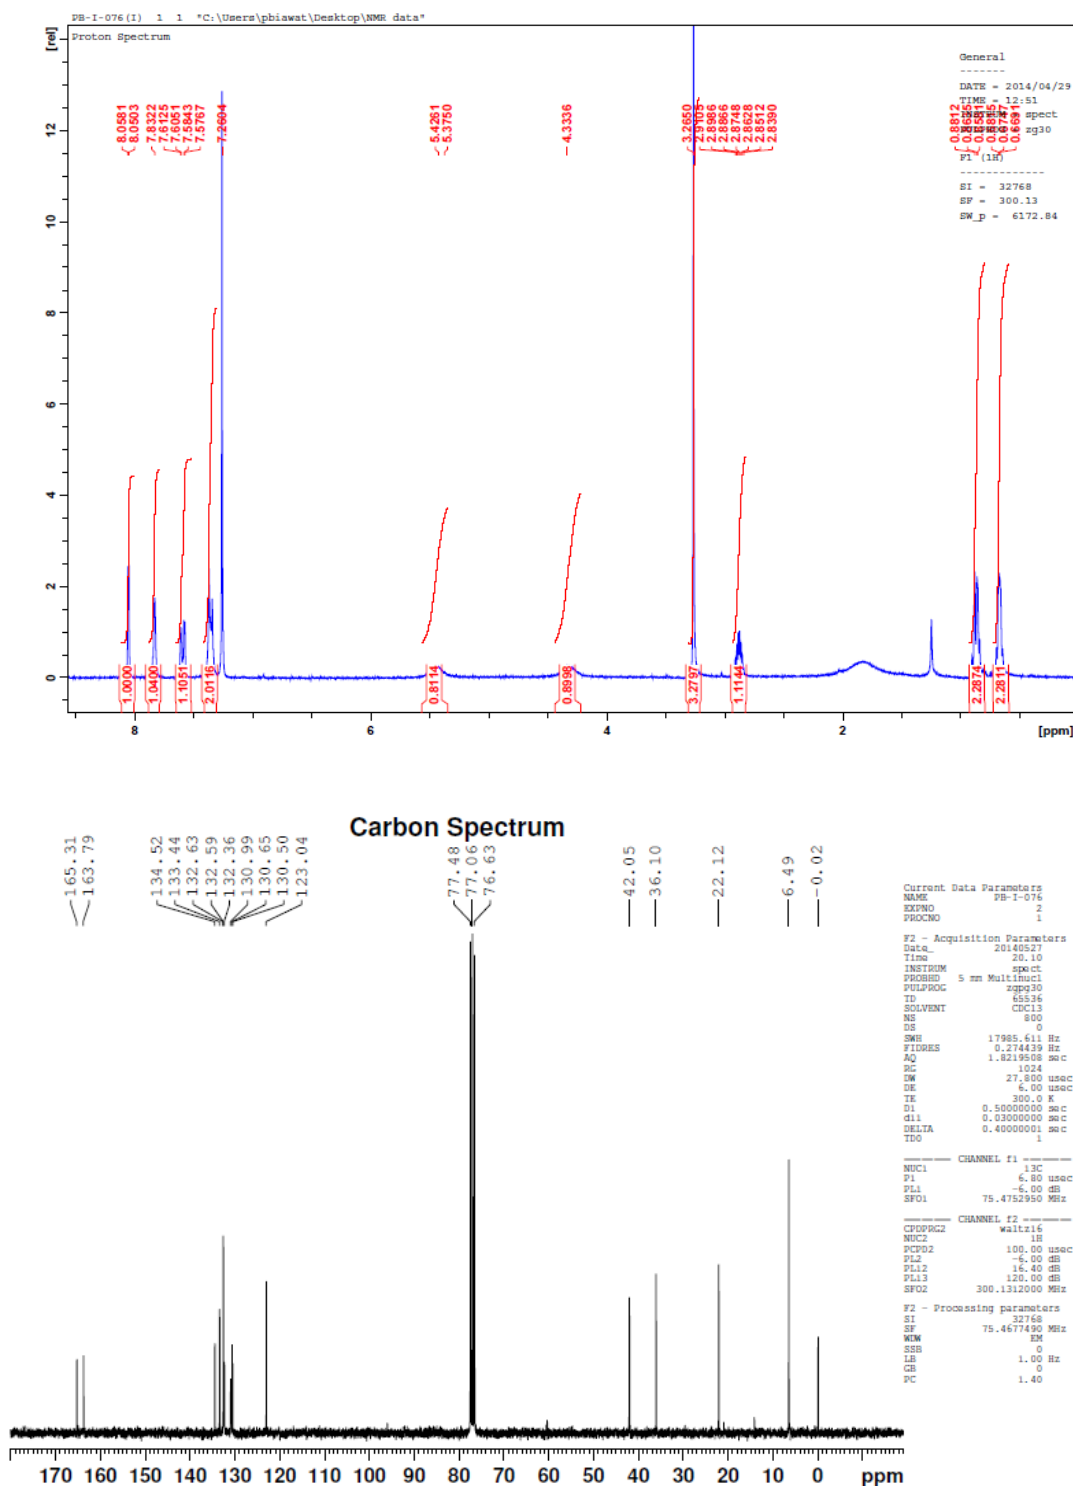 PB-I-076(I) 1 1 "C:\Users\pbiawat\Desktop\NMR data"
Proton Spectrum
[rel]
General
-------
DATE = 2014/04/29
TIME = 12:51
spect
zg30
F1 (1H)
-------------
SI = 32768
SF = 300.13
SW_p = 6172.84
8.0581
8.0503
7.8322
7.6125
7.6051
7.5843
7.5767
7.2604
5.4261
5.3750
4.3336
3.2650
2.9105
2.8986
2.8866
2.8748
2.8628
2.8512
2.8390
0.8812
0.6691
12
10
8
6
4
2
0
1.0000
1.0400
1.1051
2.0116
0.8114
0.8998
3.2797
1.1144
2.2874
2.2811
8
6
4
2
[ppm]
Carbon Spectrum
165.31
163.79
134.52
133.44
132.63
132.59
132.36
130.99
130.65
130.50
123.04
77.48
77.06
76.63
42.05
36.10
22.12
6.49
-0.02
Current Data Parameters
NAME PB-I-076
EXPNO 2
PROCNO 1
F2 - Acquisition Parameters
Date_ 20140527
Time 20.10
INSTRUM spect
PROBHD 5 mm Multinucl
PULPROG zgpg30
TD 65536
SOLVENT CDCl3
NS 800
DS 0
SWH 17985.611 Hz
FIDRES 0.274439 Hz
AQ 1.8219508 sec
RG 1024
DW 27.800 usec
DE 6.00 usec
TE 300.0 K
D1 0.50000000 sec
d11 0.03000000 sec
DELTA 0.40000001 sec
TD0 1
======== CHANNEL f1 ========
NUC1 13C
P1 6.80 usec
PL1 -6.00 dB
SFO1 75.4752950 MHz
======== CHANNEL f2 ========
CPDPRG2 waltz16
NUC2 1H
PCPD2 100.00 usec
PL2 -6.00 dB
PL12 16.40 dB
PL13 120.00 dB
SFO2 300.1312000 MHz
F2 - Processing parameters
SI 32768
SF 75.4677490 MHz
WDW EM
SSB 0
LB 1.00 Hz
GB 0
PC 1.40
170 160 150 140 130 120 110 100 90 80 70 60 50 40 30 20 10 0 ppm